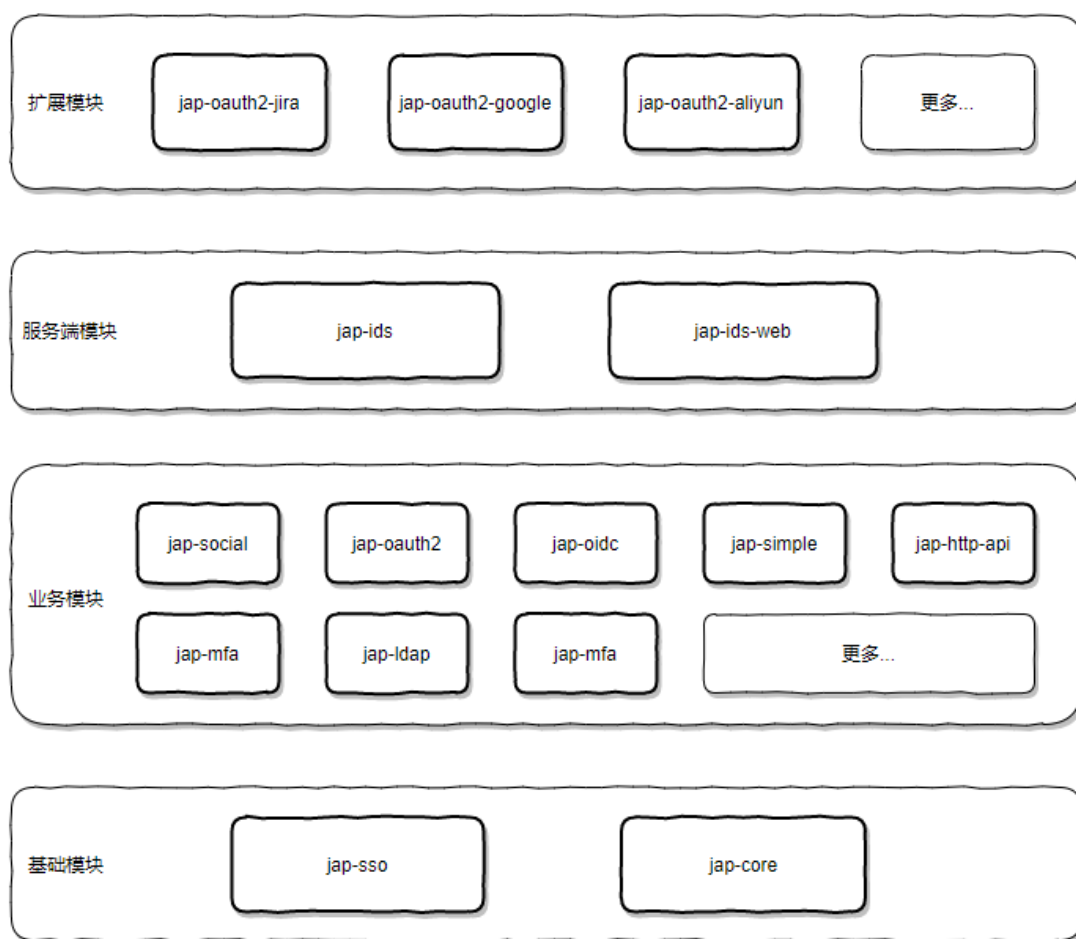 扩展模块
jap-oauth2-jira
jap-oauth2-google
jap-oauth2-aliyun
更多...
服务端模块
jap-ids
jap-ids-web
业务模块
jap-social
jap-oauth2
jap-oidc
jap-simple
jap-http-api
jap-mfa
jap-ldap
jap-mfa
更多...
基础模块
jap-sso
jap-core